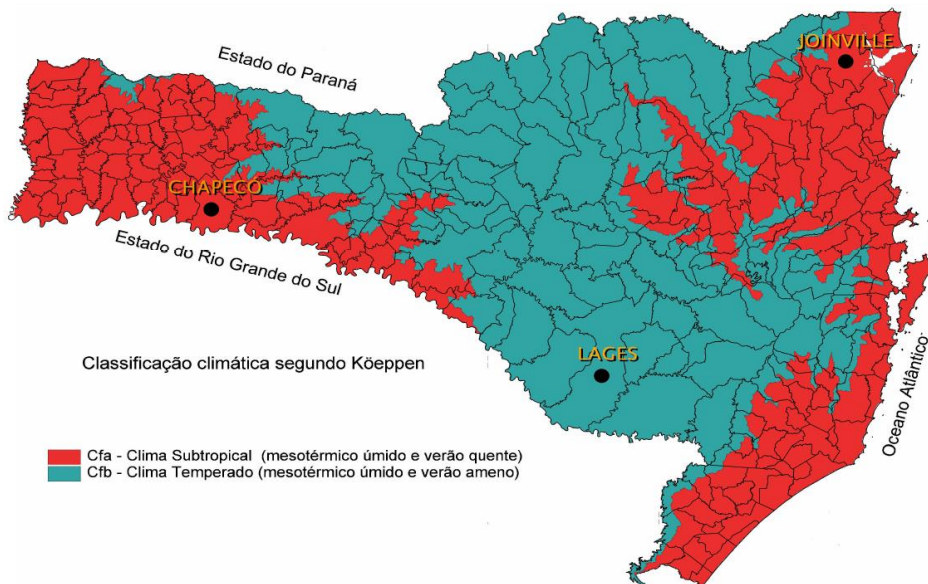 JOINVILLE
Estado do Paraná
CHAPECO
Estado do Rio Grande do Sul
Oceano Atlântico
LAGES
Classificação climática segundo Köeppen
Cfa - Clima Subtropical (mesotérmico úmido e verão quente)
Cfb - Clima Temperado (mesotérmico úmido e verão ameno)